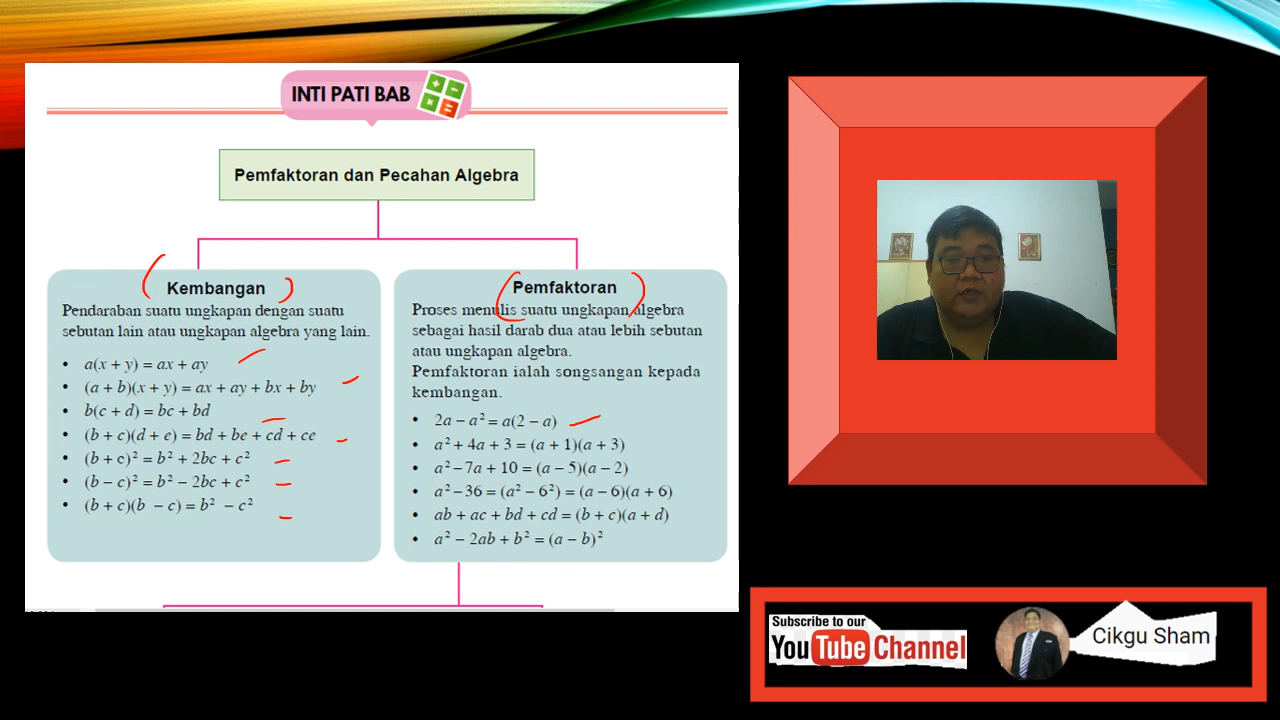 INTI PATI BAB
Pemfaktoran dan Pecahan Algebra
Kembangan
Pendaraban suatu ungkapan dengan suatu
sebutan lain atau ungkapan algebra yang lain.
• a(x + y) = ax + ay
• (a + b)(x + y) = ax + ay + bx + by
• b(c + d) = bc + bd
• (b + c)(d + e) = bd + be + cd + ce
• (b + c)² = b² + 2bc + c²
• (b − c)² = b² − 2bc + c²
• (b + c)(b − c) = b² − c²
Pemfaktoran
Proses menulis suatu ungkapan algebra
sebagai hasil darab dua atau lebih sebutan
atau ungkapan algebra.
Pemfaktoran ialah songsangan kepada
kembangan.
• 2a − a² = a(2 − a)
• a² + 4a + 3 = (a + 1)(a + 3)
• a² − 7a + 10 = (a − 5)(a − 2)
• a² − 36 = (a² − 6²) = (a − 6)(a + 6)
• ab + ac + bd + cd = (b + c)(a + d)
• a² − 2ab + b² = (a − b)²
Subscribe to our
YouTube Channel
Cikgu Sham